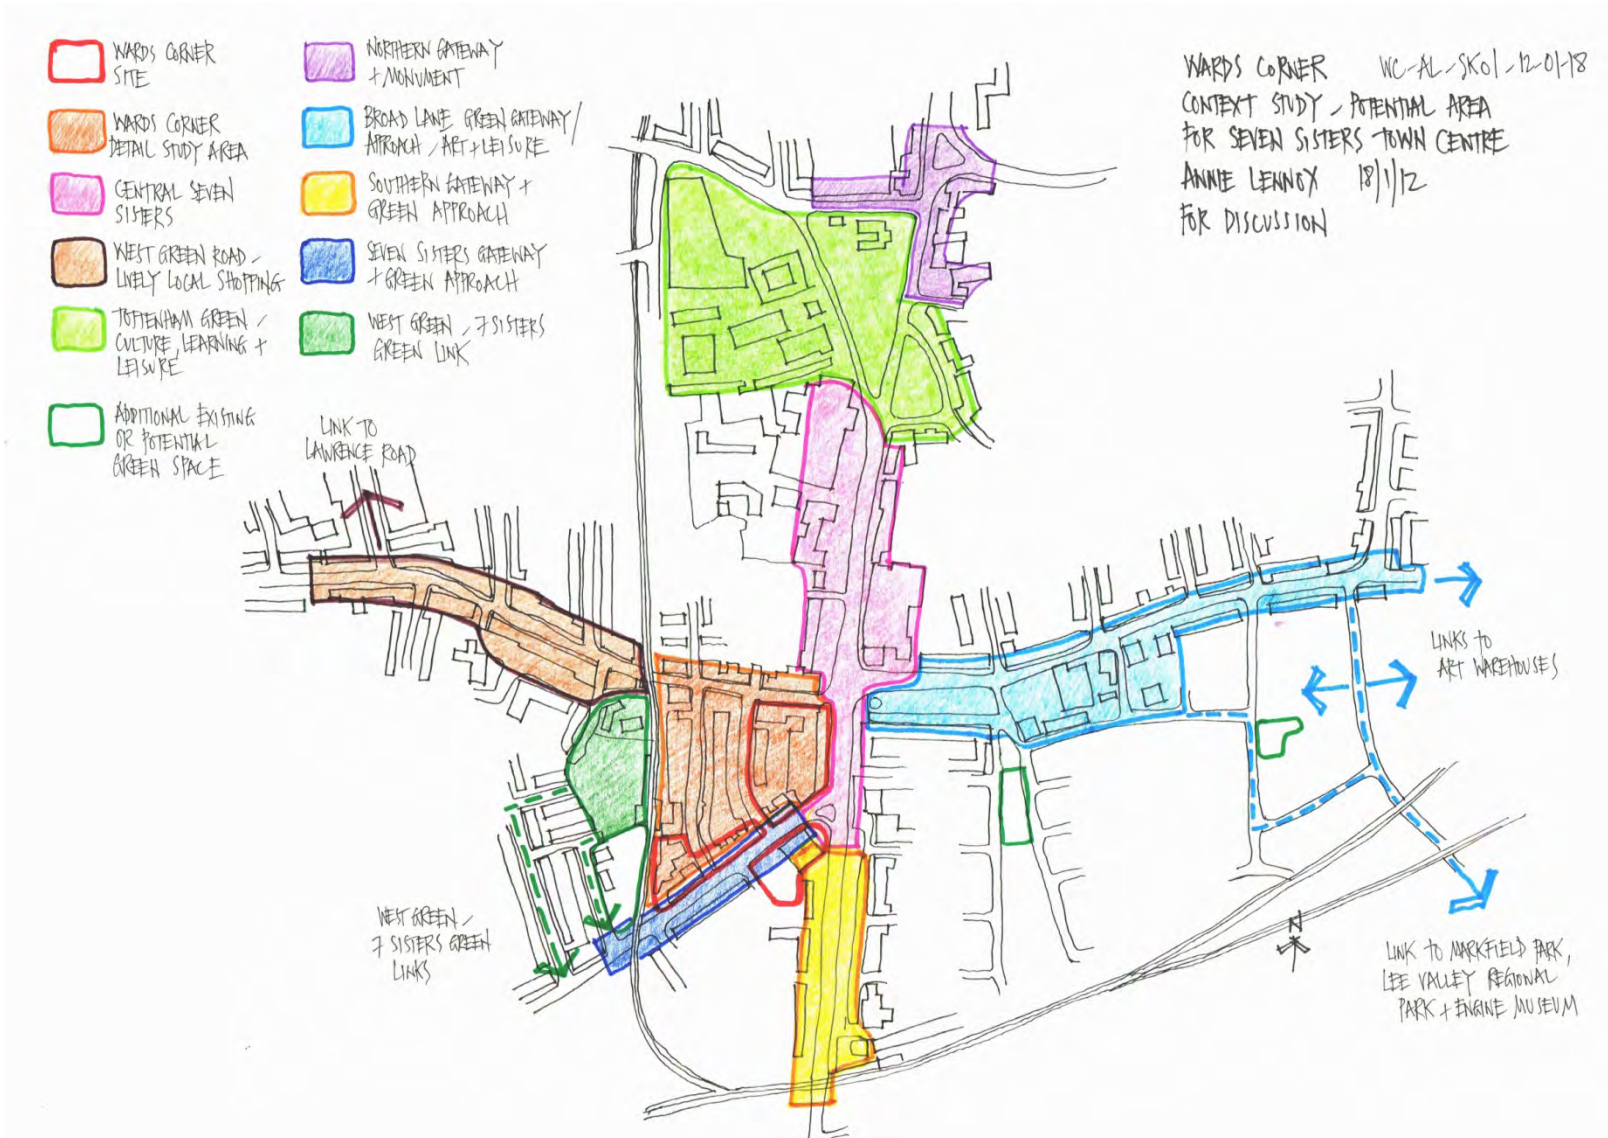 WARDS CORNER
SITE
WARDS CORNER
DETAIL STUDY AREA
CENTRAL SEVEN
SISTERS
WEST GREEN ROAD -
LIVELY LOCAL SHOPPING
TOTTENHAM GREEN /
CULTURE, LEARNING +
LEISURE
ADDITIONAL EXISTING
OR POTENTIAL
GREEN SPACE
NORTHERN GATEWAY
+ MONUMENT
BROAD LANE GREEN GATEWAY /
APPROACH / ART + LEISURE
SOUTHERN GATEWAY +
GREEN APPROACH
SEVEN SISTERS GATEWAY
+ GREEN APPROACH
WEST GREEN / 7 SISTERS
GREEN LINK
WARDS CORNER WC-AL-SK01-12-01-18
CONTEXT STUDY / POTENTIAL AREA
FOR SEVEN SISTERS TOWN CENTRE
ANNIE LENNOX 18/1/12
FOR DISCUSSION
LINK TO
LAWRENCE ROAD
LINKS TO
ART WAREHOUSES
WEST GREEN /
7 SISTERS GREEN
LINKS
N
LINK TO MARKFIELD PARK,
LEE VALLEY REGIONAL
PARK + ENGINE MUSEUM